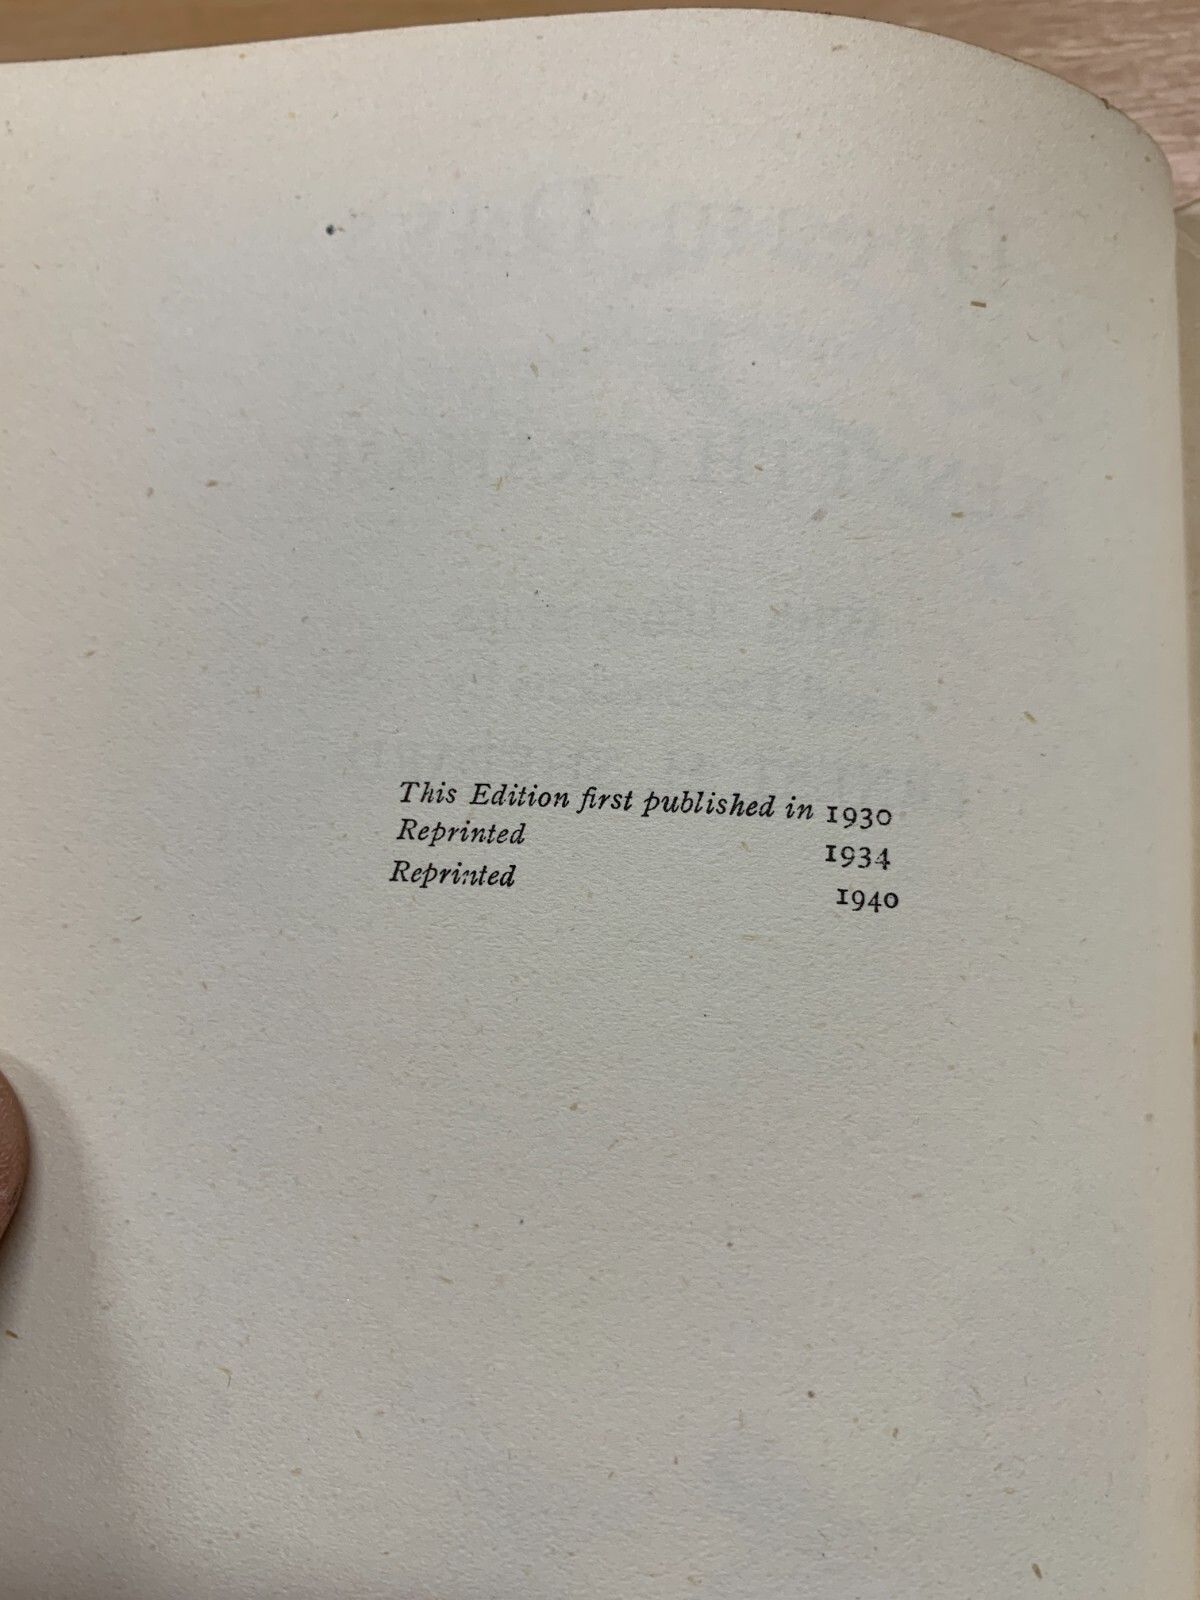 This Edition first published in 1930
Reprinted 1934
Reprinted 1940